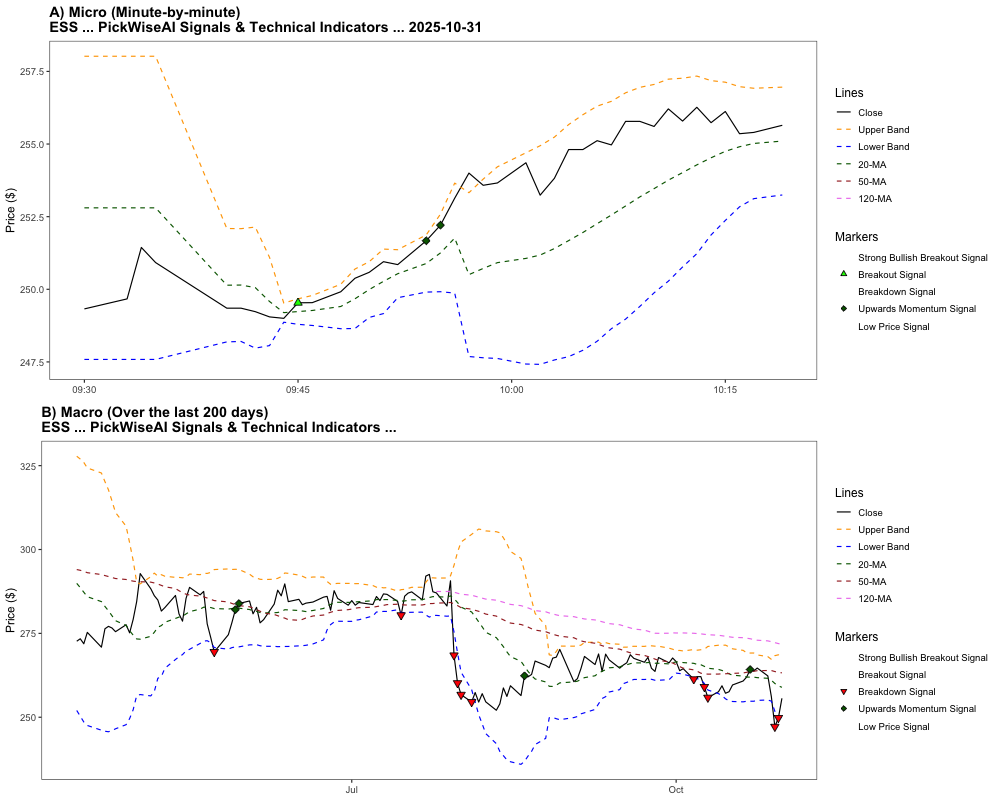 A) Micro (Minute-by-minute)
ESS ... PickWiseAI Signals & Technical Indicators ... 2025-10-31
Price ($)
257.5
255.0
252.5
250.0
247.5
09:30
09:45
10:00
10:15
Lines
Close
Upper Band
Lower Band
20-MA
50-MA
120-MA
Markers
Strong Bullish Breakout Signal
Breakout Signal
Breakdown Signal
Upwards Momentum Signal
Low Price Signal
B) Macro (Over the last 200 days)
ESS ... PickWiseAI Signals & Technical Indicators ...
Price ($)
325
300
275
250
Jul
Oct
Lines
Close
Upper Band
Lower Band
20-MA
50-MA
120-MA
Markers
Strong Bullish Breakout Signal
Breakout Signal
Breakdown Signal
Upwards Momentum Signal
Low Price Signal